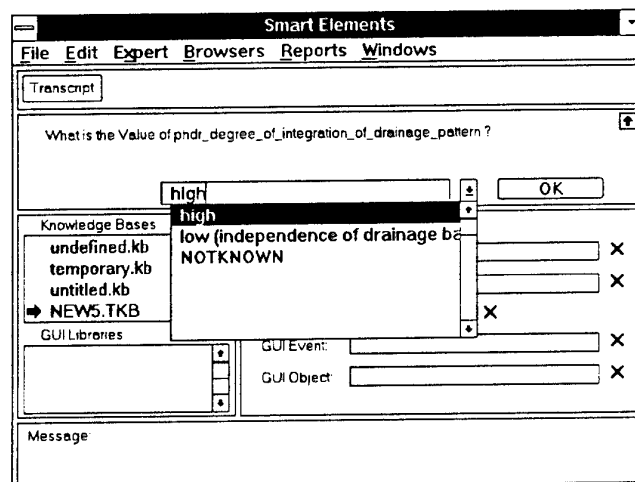 Smart Elements
File Edit Expert Browsers Reports Windows
Transcript
What is the Value of phdr_degree_of_integration_of_drainage_pattern ?
high
OK
high
low (independence of drainage ba
NOTKNOWN
Knowledge Bases
undefined.kb
temporary.kb
untitled.kb
NEW5.TKB
GUI Libraries
GUI Event:
GUI Object:
Message: